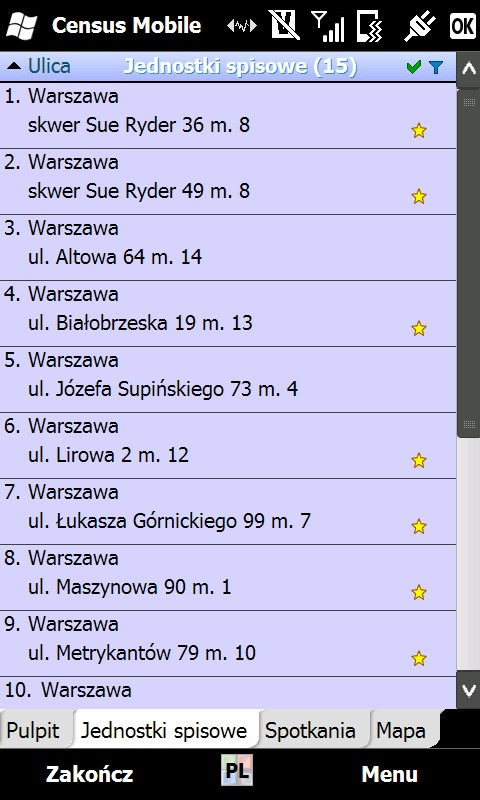 Census Mobile OK
Ulica Jednostki spisowe (15)
1. Warszawa
skwer Sue Ryder 36 m. 8
2. Warszawa
skwer Sue Ryder 49 m. 8
3. Warszawa
ul. Altowa 64 m. 14
4. Warszawa
ul. Białobrzeska 19 m. 13
5. Warszawa
ul. Józefa Supińskiego 73 m. 4
6. Warszawa
ul. Lirowa 2 m. 12
7. Warszawa
ul. Łukasza Górnickiego 99 m. 7
8. Warszawa
ul. Maszynowa 90 m. 1
9. Warszawa
ul. Metrykantów 79 m. 10
10. Warszawa
Pulpit Jednostki spisowe Spotkania Mapa
Zakończ PL Menu